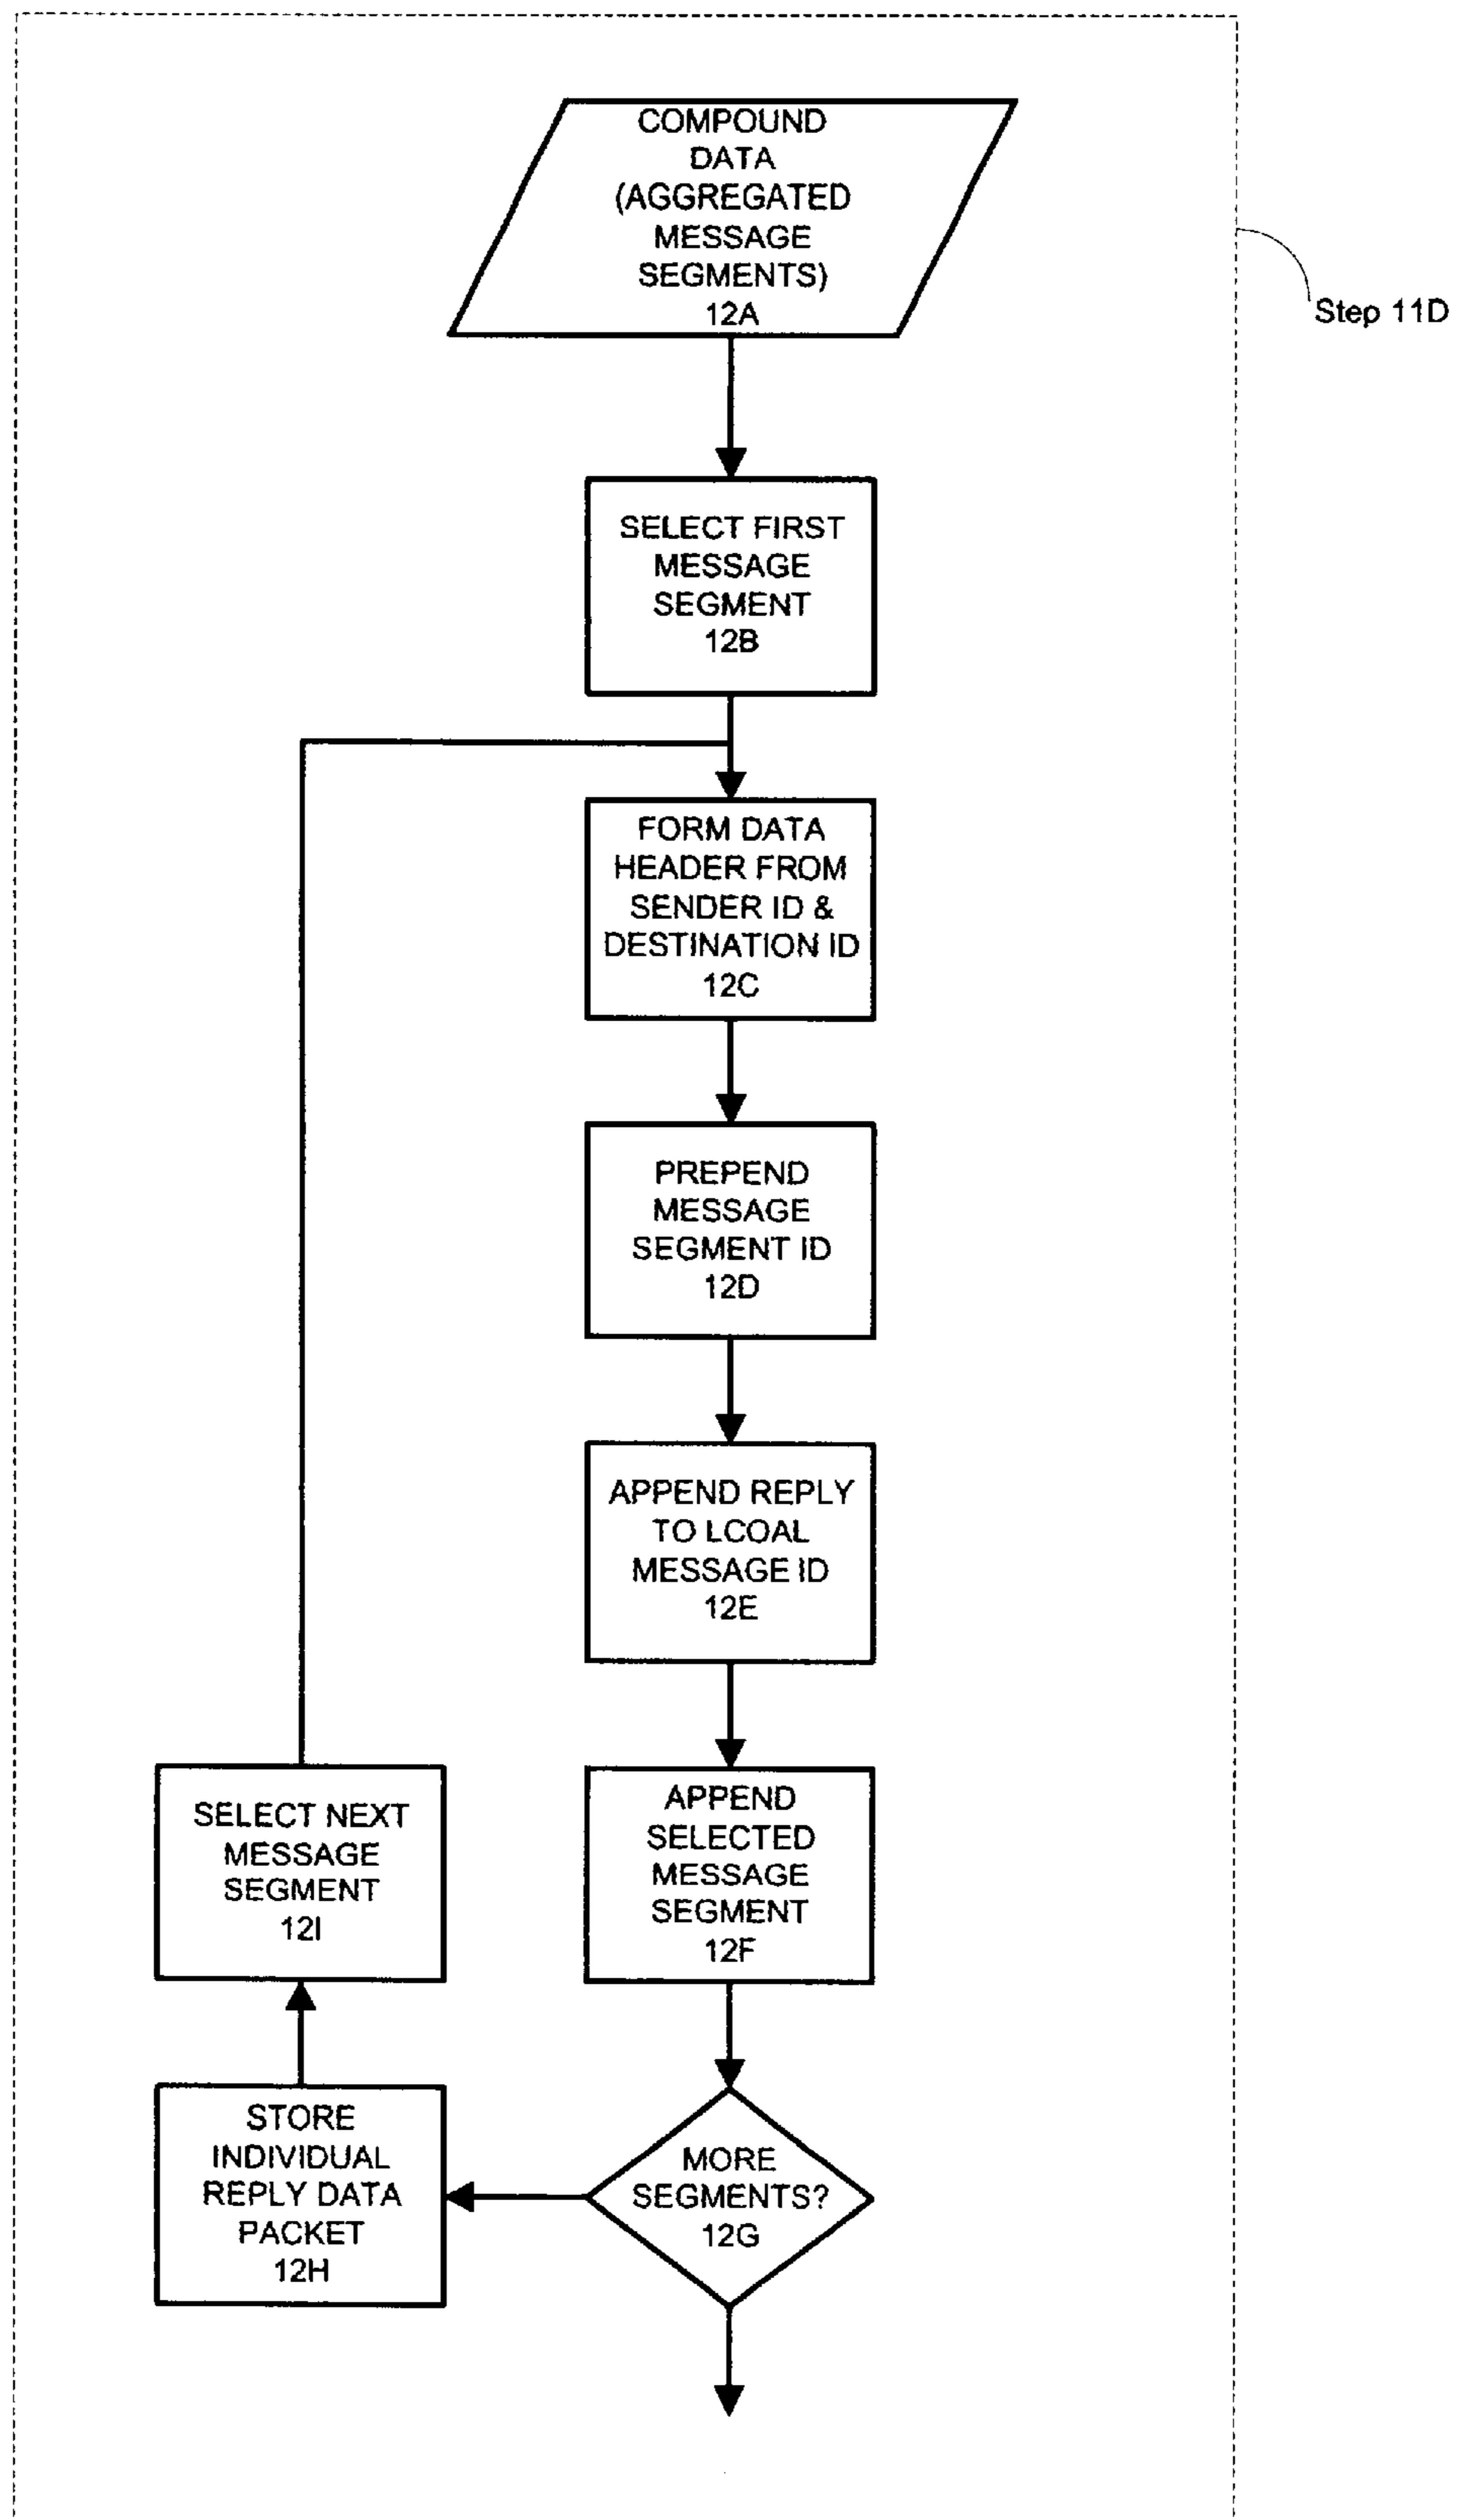 COMPOUND
DATA
(AGGREGATED
MESSAGE
SEGMENTS)
12A
Step 11D
SELECT FIRST
MESSAGE
SEGMENT
12B
FORM DATA
HEADER FROM
SENDER ID &
DESTINATION ID
12C
PREPEND
MESSAGE
SEGMENT ID
12D
APPEND REPLY
TO LCOAL
MESSAGE ID
12E
APPEND
SELECTED
MESSAGE
SEGMENT
12F
SELECT NEXT
MESSAGE
SEGMENT
12I
MORE
SEGMENTS?
12G
STORE
INDIVIDUAL
REPLY DATA
PACKET
12H